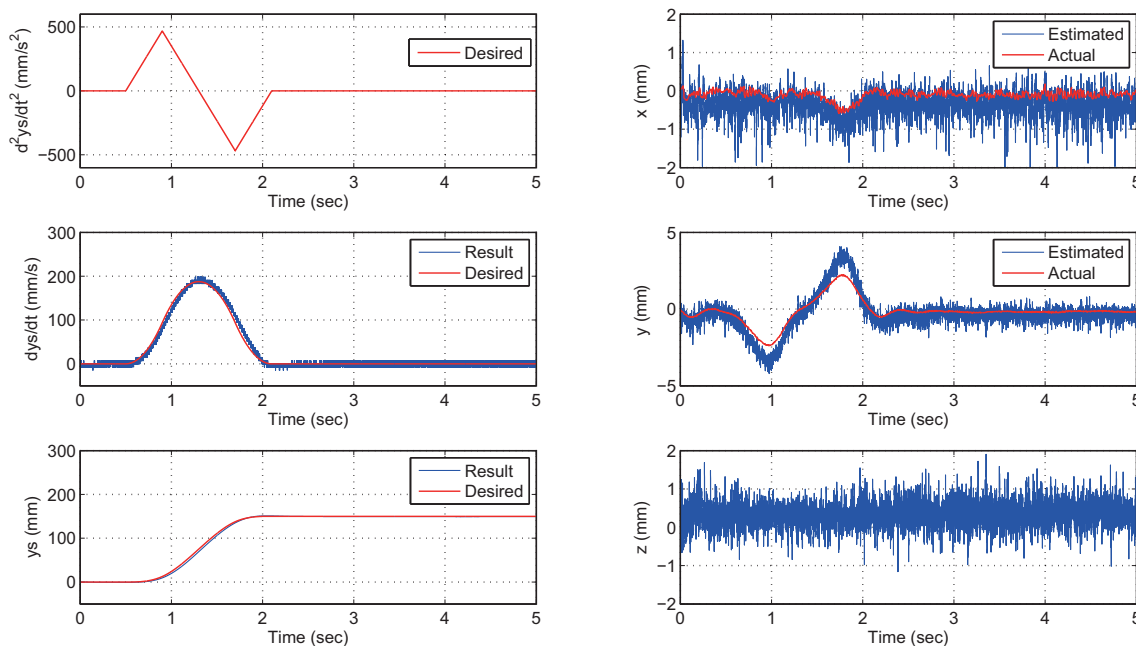 500
0
−500
d²ys/dt² (mm/s²)
Desired
0 1 2 3 4 5
Time (sec)
300
200
100
0
dys/dt (mm/s)
Result
Desired
0 1 2 3 4 5
Time (sec)
300
200
100
0
ys (mm)
Result
Desired
0 1 2 3 4 5
Time (sec)
2
1
0
−1
−2
x (mm)
Estimated
Actual
0 1 2 3 4 5
Time (sec)
5
0
−5
y (mm)
Estimated
Actual
0 1 2 3 4 5
Time (sec)
2
1
0
−1
−2
z (mm)
0 1 2 3 4 5
Time (sec)